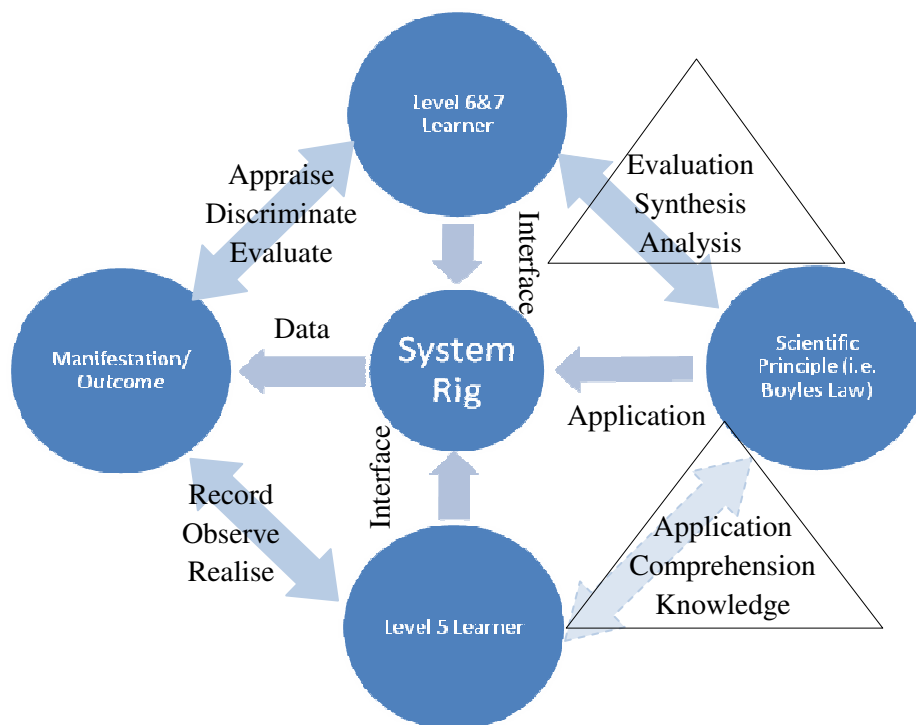 Level 6&7
Learner
Appraise
Discriminate
Evaluate
Evaluation
Synthesis
Analysis
Interface
Manifestation/
Outcome
Data
System
Rig
Application
Scientific
Principle (i.e.
Boyles Law)
Interface
Record
Observe
Realise
Level 5 Learner
Application
Comprehension
Knowledge